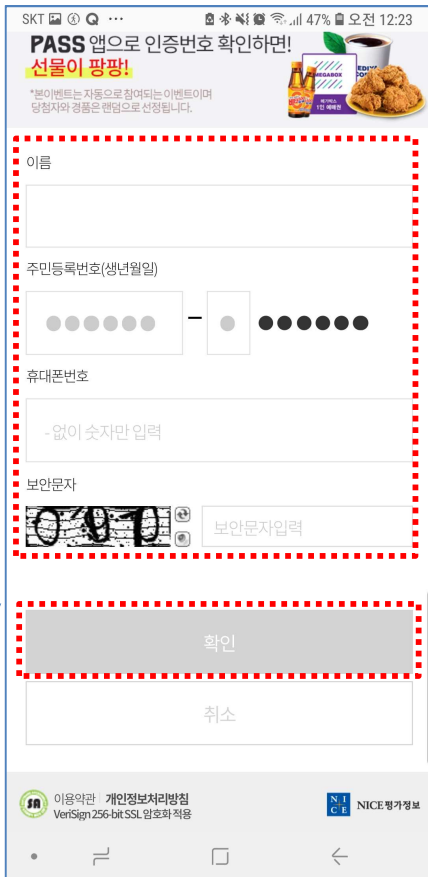 SKT 47% 오전 12:23
PASS 앱으로 인증번호 확인하면!
선물이 팡팡!
*본이벤트는 자동으로 참여되는 이벤트이며
당첨자와 경품은 랜덤으로 선정됩니다.
MEGABOX
이름
주민등록번호(생년월일)
-
휴대폰번호
- 없이 숫자만 입력
보안문자
보안문자입력
확인
취소
이용약관 개인정보처리방침
VeriSign 256-bit SSL 암호화 적용
NICE NICE평가정보